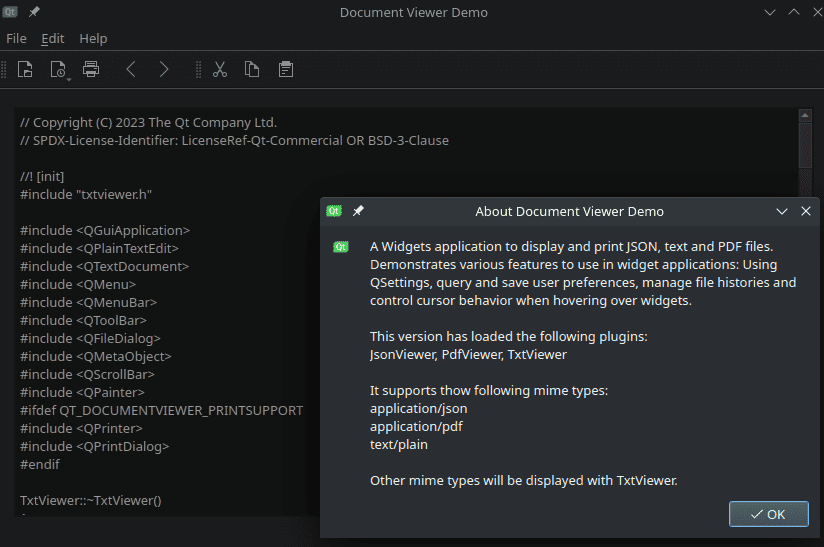 Qt
Document Viewer Demo
File Edit Help
// Copyright (C) 2023 The Qt Company Ltd.
// SPDX-License-Identifier: LicenseRef-Qt-Commercial OR BSD-3-Clause
//! [init]
#include "txtviewer.h"
#include <QGuiApplication>
#include <QPlainTextEdit>
#include <QTextDocument>
#include <QMenu>
#include <QMenuBar>
#include <QToolBar>
#include <QFileDialog>
#include <QMetaObject>
#include <QScrollBar>
#include <QPainter>
#ifdef QT_DOCUMENTVIEWER_PRINTSUPPORT
#include <QPrinter>
#include <QPrintDialog>
#endif
TxtViewer::~TxtViewer()
Qt
About Document Viewer Demo
Qt
A Widgets application to display and print JSON, text and PDF files.
Demonstrates various features to use in widget applications: Using
QSettings, query and save user preferences, manage file histories and
control cursor behavior when hovering over widgets.
This version has loaded the following plugins:
JsonViewer, PdfViewer, TxtViewer
It supports thow following mime types:
application/json
application/pdf
text/plain
Other mime types will be displayed with TxtViewer.
OK